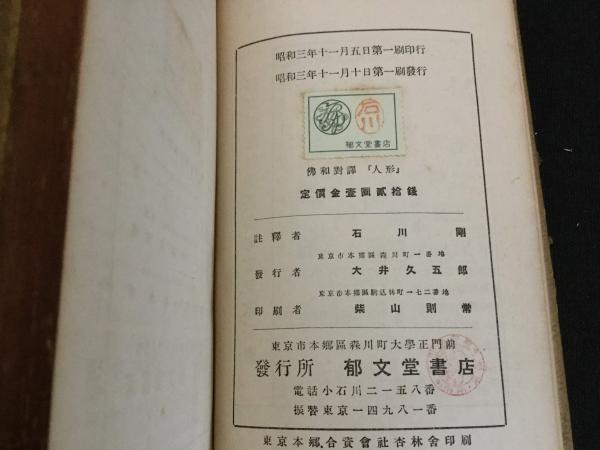 昭和三年十一月五日第一刷印行
昭和三年十一月十日第一刷發行
石川
郁文堂書店
佛和對譯『人形』
定價金壹圓貳拾錢
註釋者 石川剛
東京市本鄕區森川町一番地
發行者 大井久五郎
東京市本鄕區駒込林町一七二番地
印刷者 柴山則常
東京市本鄕區森川町大學正門前
發行所 郁文堂書店
電話小石川二一五八番
振替東京一四九八一番
東京本鄕.合資會社杏林舍印刷